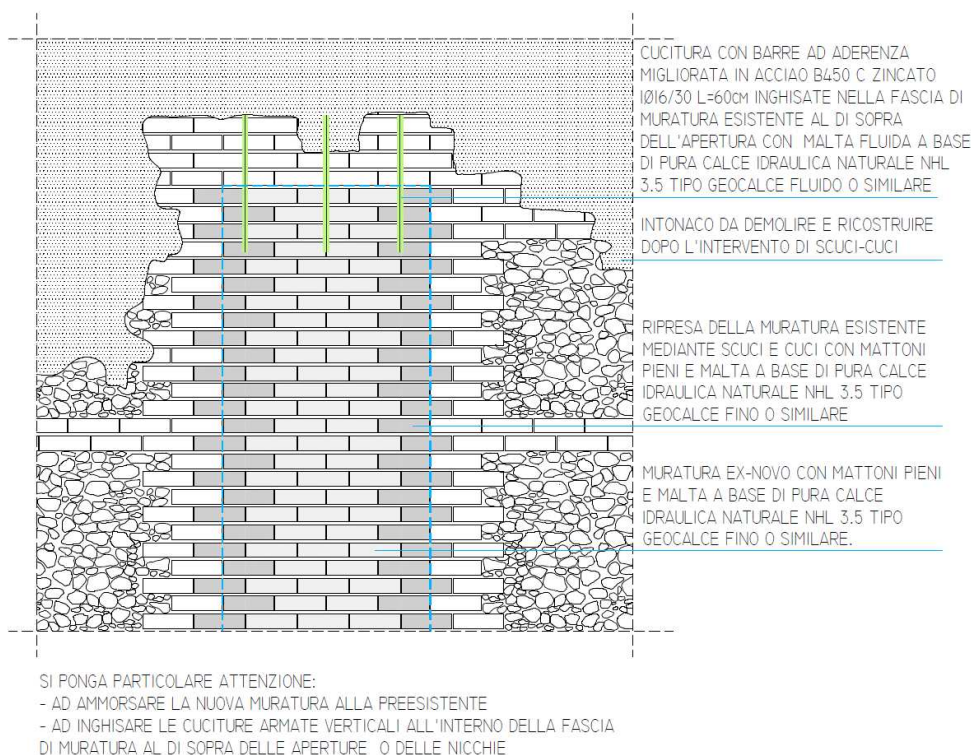 CUCITURA CON BARRE AD ADERENZA
MIGLIORATA IN ACCIAO B450 C ZINCATO
1Ø16/30 L=60cm INGHISATE NELLA FASCIA DI
MURATURA ESISTENTE AL DI SOPRA
DELL'APERTURA CON MALTA FLUIDA A BASE
DI PURA CALCE IDRAULICA NATURALE NHL
3.5 TIPO GEOCALCE FLUIDO O SIMILARE
INTONACO DA DEMOLIRE E RICOSTRUIRE
DOPO L'INTERVENTO DI SCUCI-CUCI
RIPRESA DELLA MURATURA ESISTENTE
MEDIANTE SCUCI E CUCI CON MATTONI
PIENI E MALTA A BASE DI PURA CALCE
IDRAULICA NATURALE NHL 3.5 TIPO
GEOCALCE FINO O SIMILARE
MURATURA EX-NOVO CON MATTONI PIENI
E MALTA A BASE DI PURA CALCE
IDRAULICA NATURALE NHL 3.5 TIPO
GEOCALCE FINO O SIMILARE.
SI PONGA PARTICOLARE ATTENZIONE:
- AD AMMORSARE LA NUOVA MURATURA ALLA PREESISTENTE
- AD INGHISARE LE CUCITURE ARMATE VERTICALI ALL'INTERNO DELLA FASCIA
DI MURATURA AL DI SOPRA DELLE APERTURE O DELLE NICCHIE